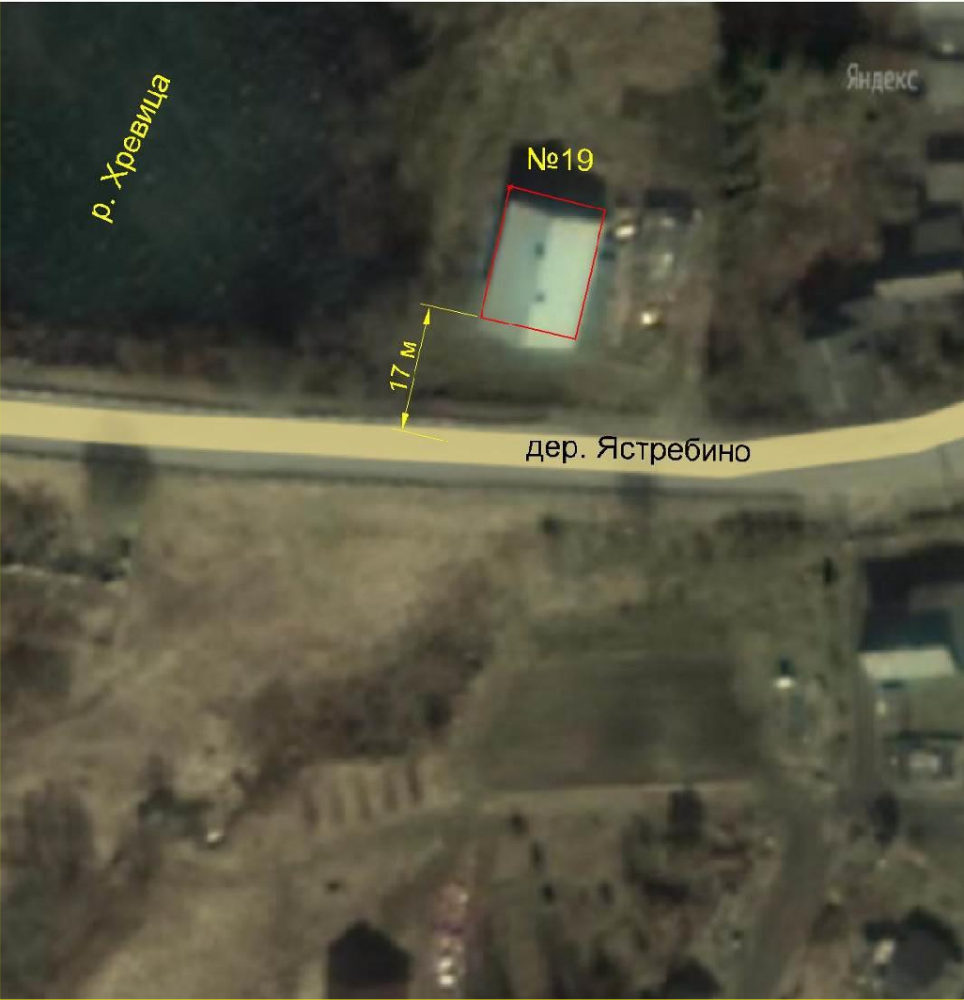 Яндекс
р. Хревица
№19
17 м
дер. Ястребино